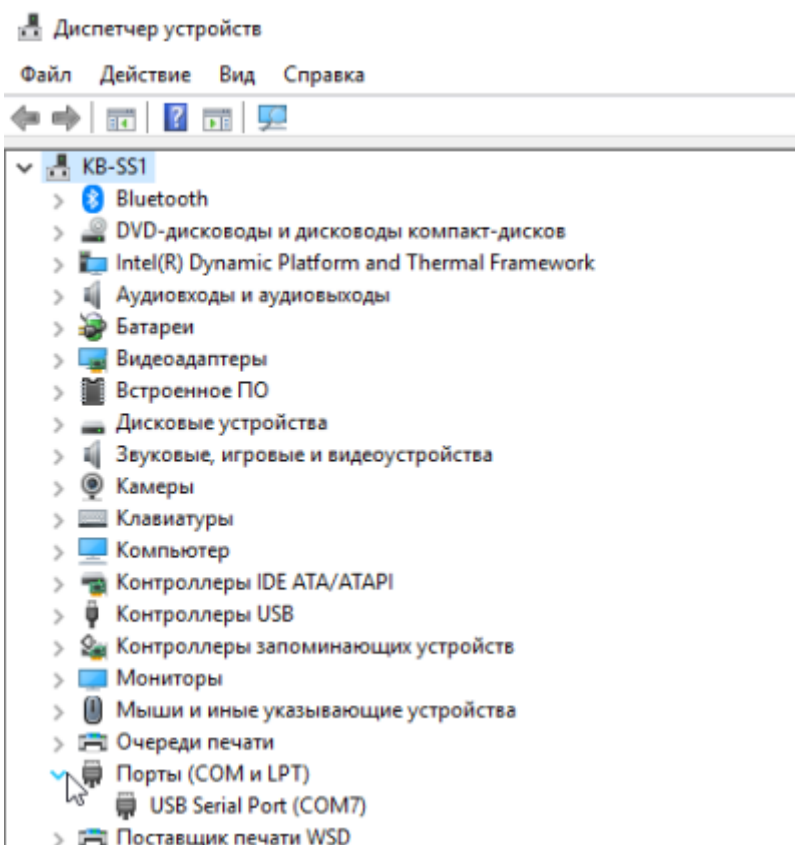 Диспетчер устройств
Файл Действие Вид Справка
KB-SS1
Bluetooth
DVD-дисководы и дисководы компакт-дисков
Intel(R) Dynamic Platform and Thermal Framework
Аудиовходы и аудиовыходы
Батареи
Видеоадаптеры
Встроенное ПО
Дисковые устройства
Звуковые, игровые и видеоустройства
Камеры
Клавиатуры
Компьютер
Контроллеры IDE ATA/ATAPI
Контроллеры USB
Контроллеры запоминающих устройств
Мониторы
Мыши и иные указывающие устройства
Очереди печати
Порты (COM и LPT)
USB Serial Port (COM7)
Поставщик печати WSD